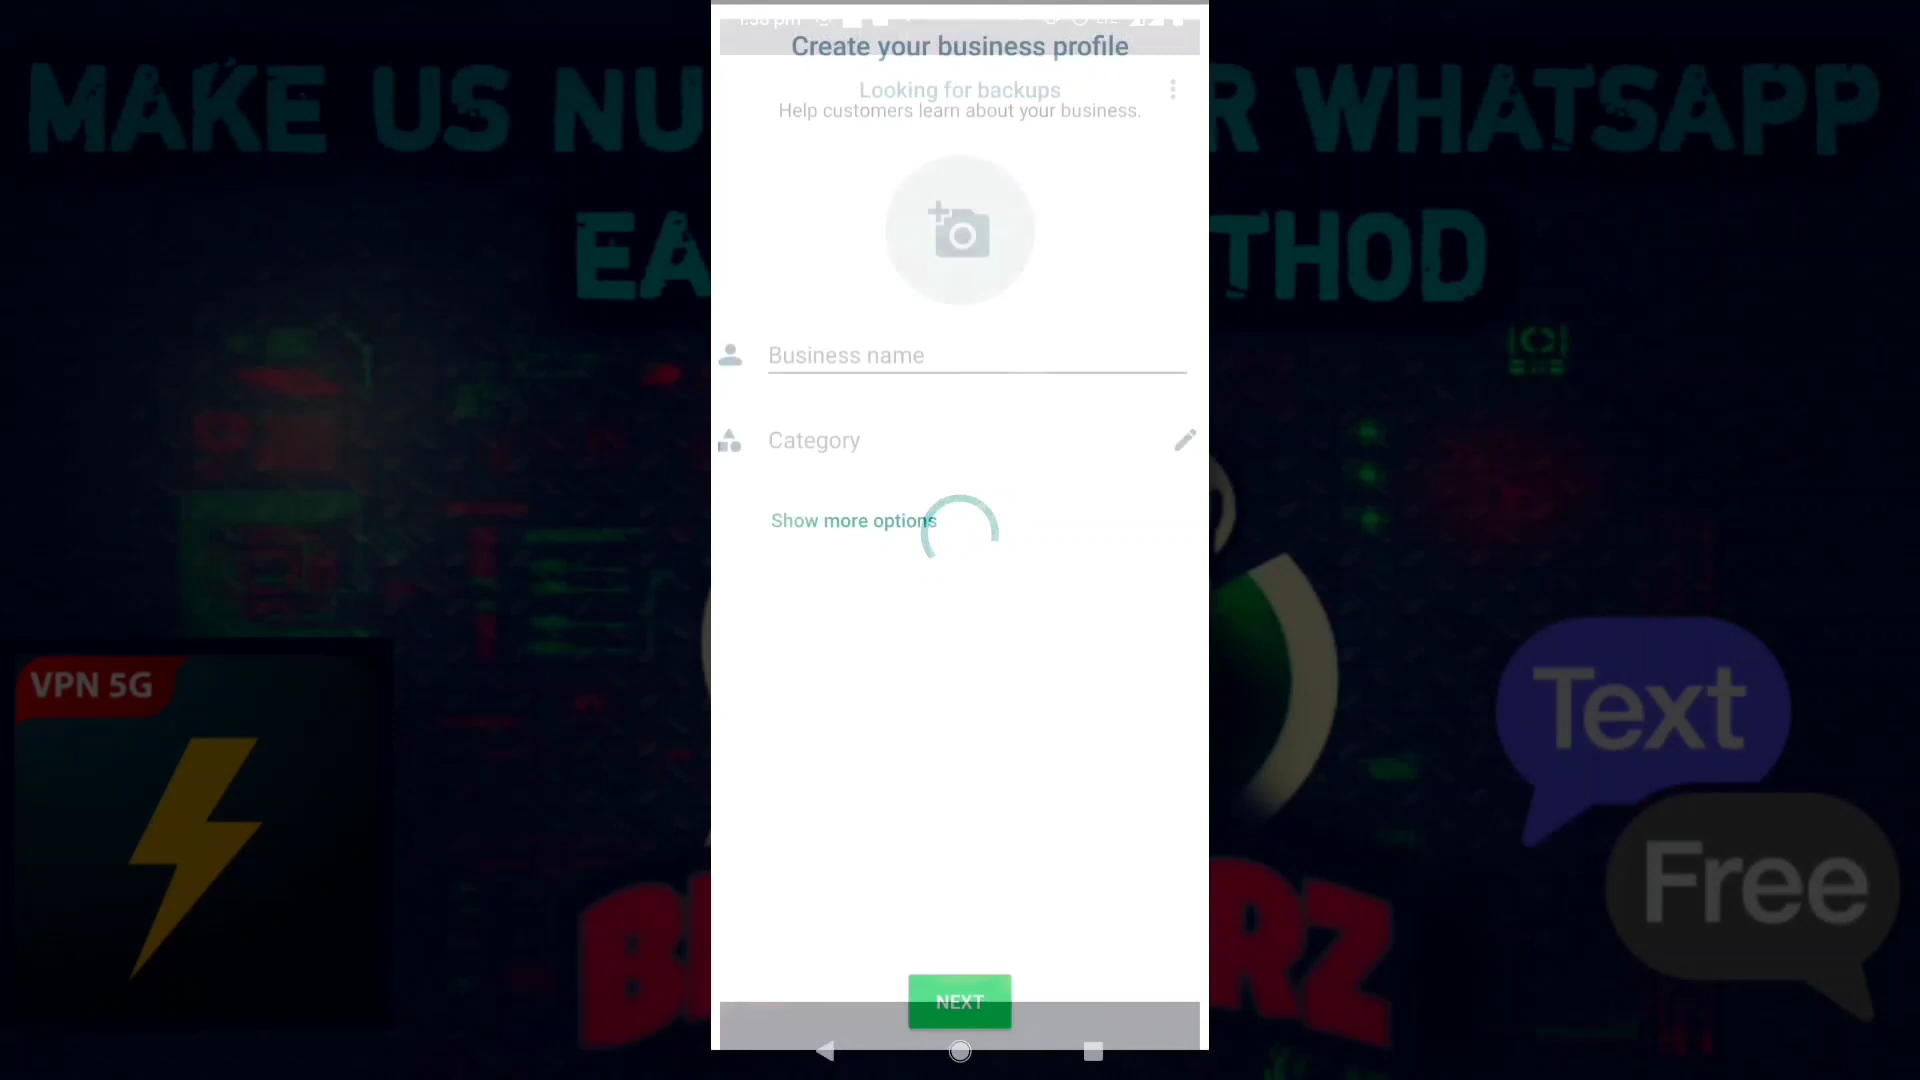 Create your business profile
Looking for backups
Help customers learn about your business.
MAKE US NU
R WHATSAPP
EA
THOD
Business name
Category
Show more options
VPN 5G
Text
Free
RZ
NEXT